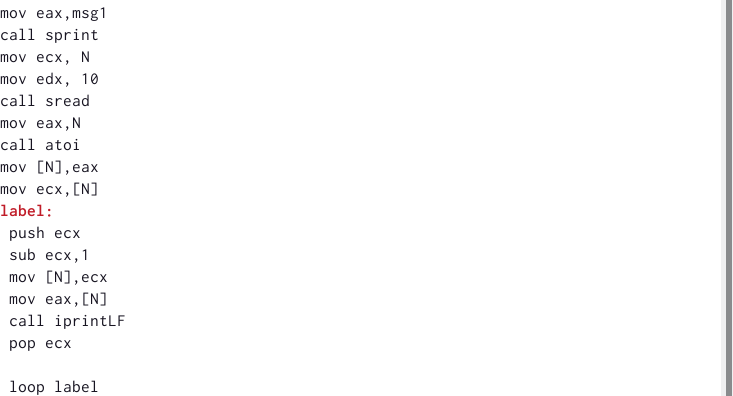 mov eax,msg1
call sprint
mov ecx, N
mov edx, 10
call sread
mov eax,N
call atoi
mov [N],eax
mov ecx,[N]
label:
push ecx
sub ecx,1
mov [N],ecx
mov eax,[N]
call iprintLF
pop ecx
loop label